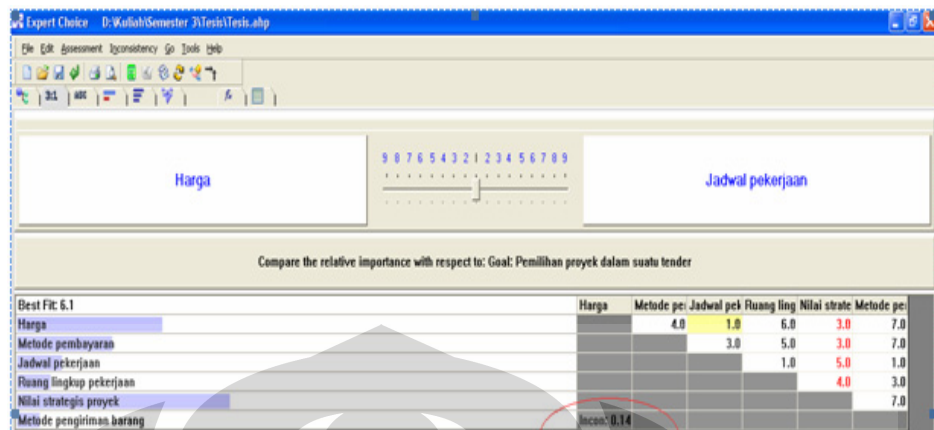 Expert Choice D:\Kuliah\Semester 3\Tesis\Tesis.ahp
File Edit Assessment Inconsistency Go Tools Help
3:1 ABC
9 8 7 6 5 4 3 2 1 2 3 4 5 6 7 8 9
Harga Jadwal pekerjaan
Compare the relative importance with respect to: Goal: Pemilihan proyek dalam suatu tender
Best Fit: 6.1 Harga Metode pe Jadwal pek Ruang ling Nilai strate Metode pe
Harga 4.0 1.0 6.0 3.0 7.0
Metode pembayaran 3.0 5.0 3.0 7.0
Jadwal pekerjaan 1.0 5.0 1.0
Ruang lingkup pekerjaan 4.0 3.0
Nilai strategis proyek 7.0
Metode pengiriman barang Incon: 0.14